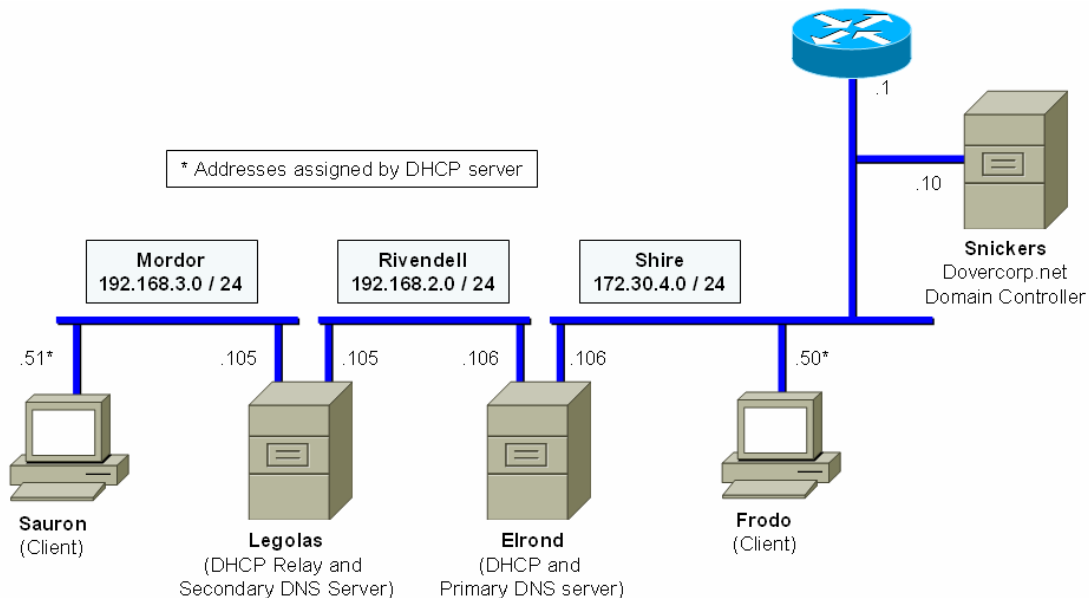 .1
* Addresses assigned by DHCP server
.10
Snickers
Dovercorp.net
Domain Controller
Mordor
192.168.3.0 / 24
Rivendell
192.168.2.0 / 24
Shire
172.30.4.0 / 24
.51*
.105
.105
.106
.106
.50*
Sauron
(Client)
Legolas
(DHCP Relay and
Secondary DNS Server)
Elrond
(DHCP and
Primary DNS server)
Frodo
(Client)